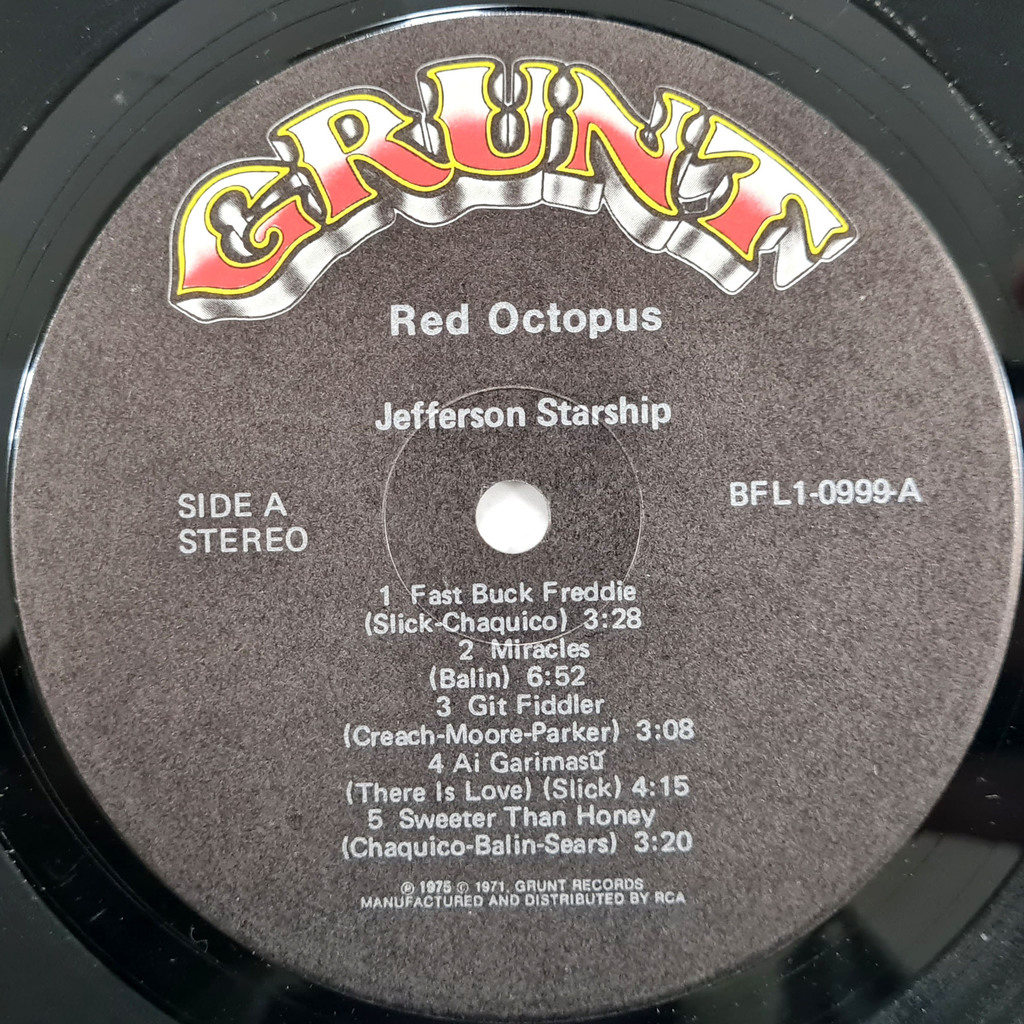 GRUNT
Red Octopus
Jefferson Starship
SIDE A
STEREO
BFL1-0999-A
1 Fast Buck Freddie
(Slick-Chaquico) 3:28
2 Miracles
(Balin) 6:52
3 Git Fiddler
(Creach-Moore-Parker) 3:08
4 Ai Garimasũ
(There Is Love) (Slick) 4:15
5 Sweeter Than Honey
(Chaquico-Balin-Sears) 3:20
℗ 1975 © 1971, GRUNT RECORDS
MANUFACTURED AND DISTRIBUTED BY RCA